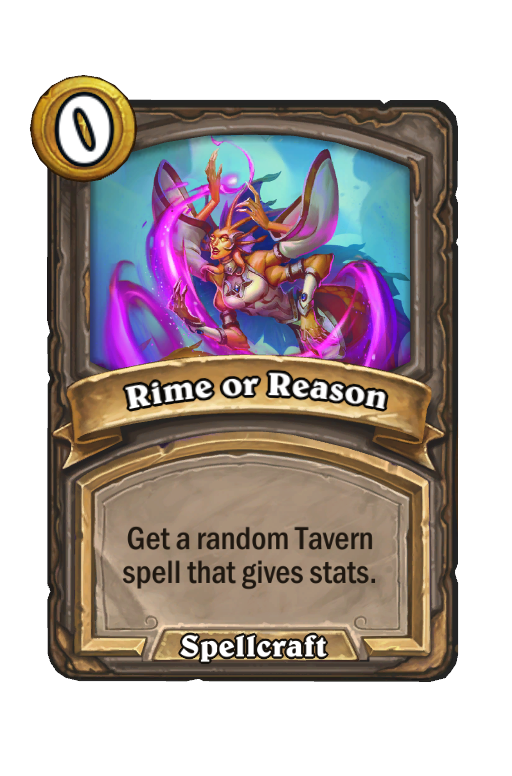 0
Rime or Reason
Get a random Tavern
spell that gives stats.
Spellcraft